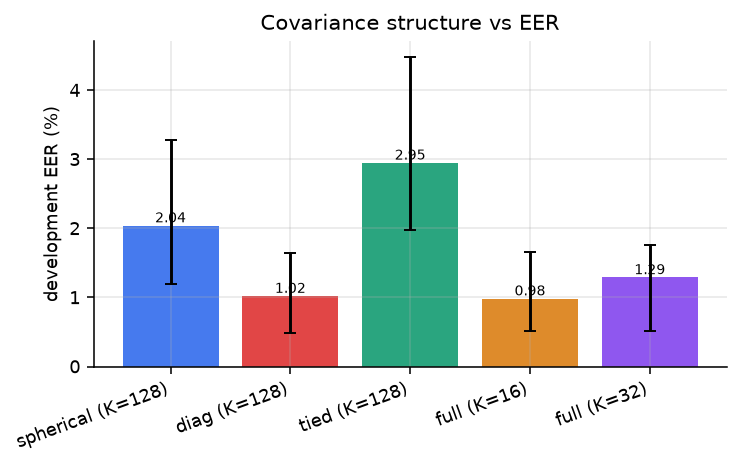 Covariance structure vs EER
development EER (%)
4
3
2
1
0
2.04
1.02
2.95
0.98
1.29
spherical (K=128)
diag (K=128)
tied (K=128)
full (K=16)
full (K=32)